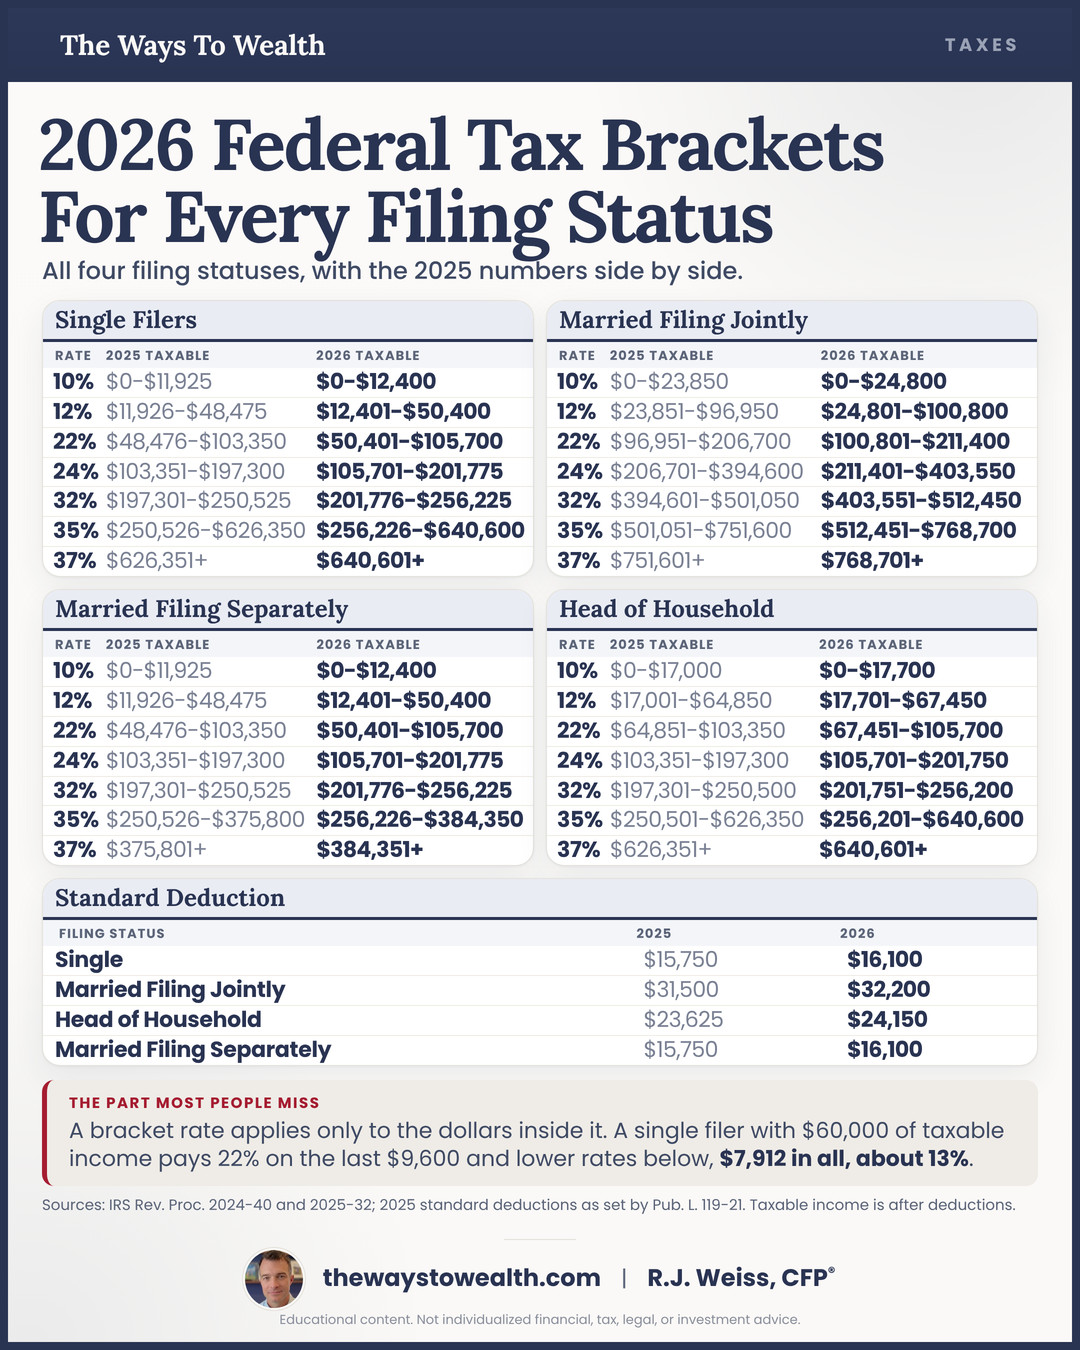 The Ways To Wealth
TAXES
2026 Federal Tax Brackets
For Every Filing Status
All four filing statuses, with the 2025 numbers side by side.
Single Filers
RATE 2025 TAXABLE 2026 TAXABLE
10% $0–$11,925 $0–$12,400
12% $11,926–$48,475 $12,401–$50,400
22% $48,476–$103,350 $50,401–$105,700
24% $103,351–$197,300 $105,701–$201,775
32% $197,301–$250,525 $201,776–$256,225
35% $250,526–$626,350 $256,226–$640,600
37% $626,351+ $640,601+
Married Filing Jointly
RATE 2025 TAXABLE 2026 TAXABLE
10% $0–$23,850 $0–$24,800
12% $23,851–$96,950 $24,801–$100,800
22% $96,951–$206,700 $100,801–$211,400
24% $206,701–$394,600 $211,401–$403,550
32% $394,601–$501,050 $403,551–$512,450
35% $501,051–$751,600 $512,451–$768,700
37% $751,601+ $768,701+
Married Filing Separately
RATE 2025 TAXABLE 2026 TAXABLE
10% $0–$11,925 $0–$12,400
12% $11,926–$48,475 $12,401–$50,400
22% $48,476–$103,350 $50,401–$105,700
24% $103,351–$197,300 $105,701–$201,775
32% $197,301–$250,525 $201,776–$256,225
35% $250,526–$375,800 $256,226–$384,350
37% $375,801+ $384,351+
Head of Household
RATE 2025 TAXABLE 2026 TAXABLE
10% $0–$17,000 $0–$17,700
12% $17,001–$64,850 $17,701–$67,450
22% $64,851–$103,350 $67,451–$105,700
24% $103,351–$197,300 $105,701–$201,750
32% $197,301–$250,500 $201,751–$256,200
35% $250,501–$626,350 $256,201–$640,600
37% $626,351+ $640,601+
Standard Deduction
FILING STATUS 2025 2026
Single $15,750 $16,100
Married Filing Jointly $31,500 $32,200
Head of Household $23,625 $24,150
Married Filing Separately $15,750 $16,100
THE PART MOST PEOPLE MISS
A bracket rate applies only to the dollars inside it. A single filer with $60,000 of taxable
income pays 22% on the last $9,600 and lower rates below, $7,912 in all, about 13%.
Sources: IRS Rev. Proc. 2024-40 and 2025-32; 2025 standard deductions as set by Pub. L. 119-21. Taxable income is after deductions.
thewaystowealth.com | R.J. Weiss, CFP®
Educational content. Not individualized financial, tax, legal, or investment advice.